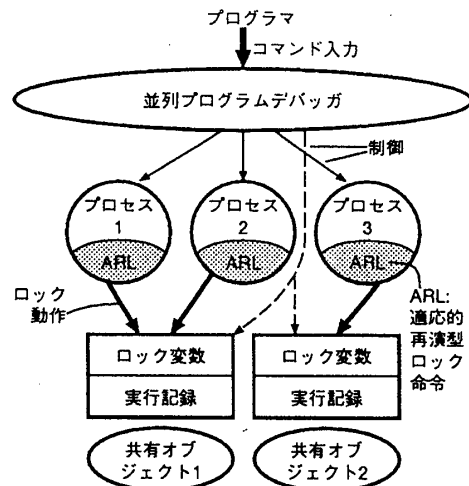 プログラマ
コマンド入力
並列プログラムデバッガ
制御
プロセス
1
ARL
プロセス
2
ARL
プロセス
3
ARL
ロック
動作
ARL:
適応的
再演型
ロック
命令
ロック変数
実行記録
ロック変数
実行記録
共有オブ
ジェクト1
共有オブ
ジェクト2